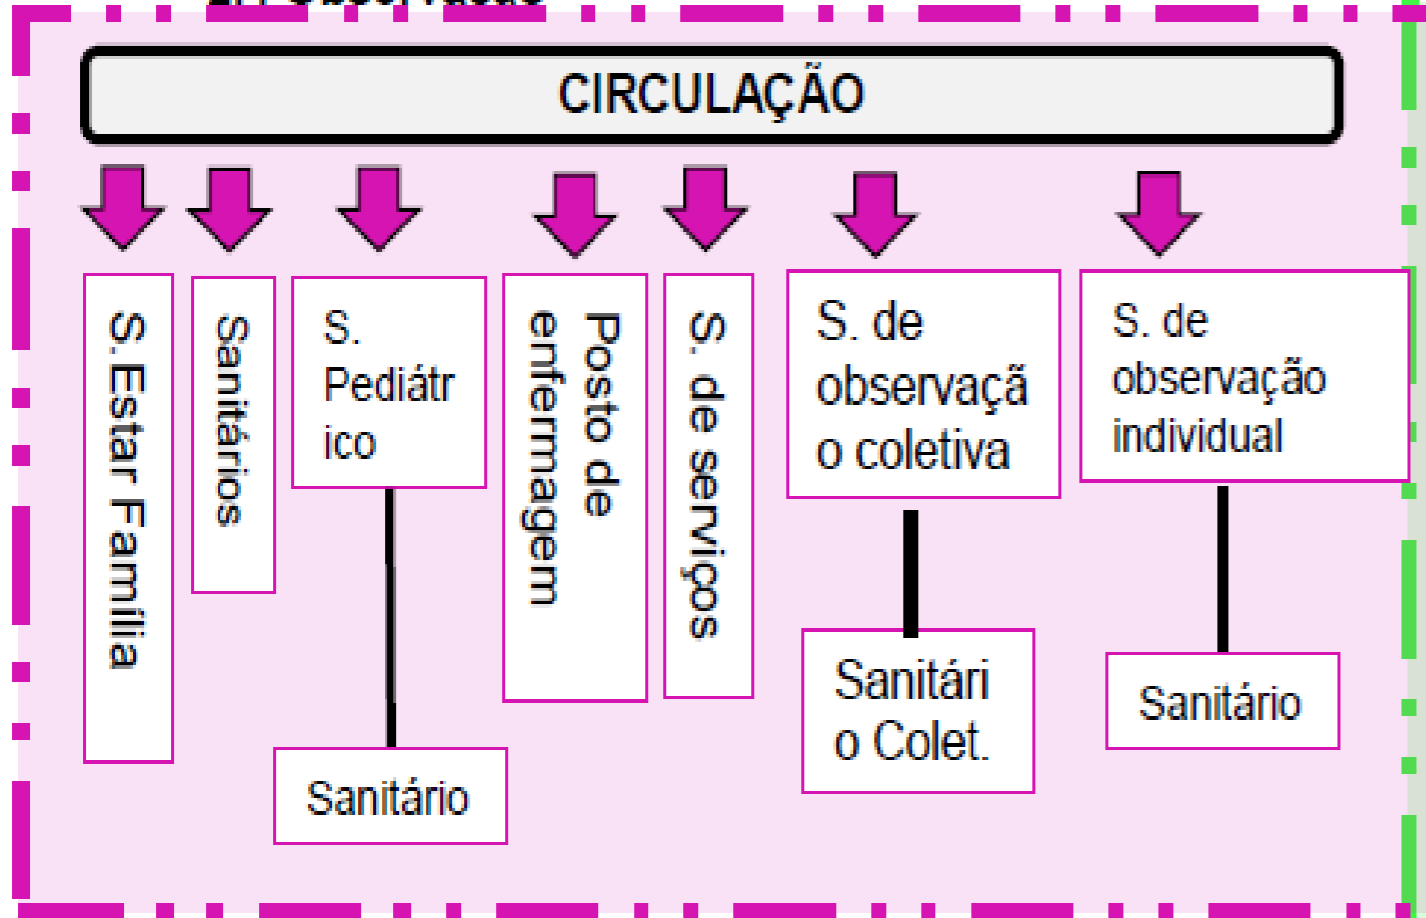 CIRCULAÇÃO
S.Estar Família
Sanitários
S.
Pediátr
ico
Posto de
enfermagem
S. de serviços
S. de
observaçã
o coletiva
S. de
observação
individual
Sanitári
o Colet.
Sanitário
Sanitário